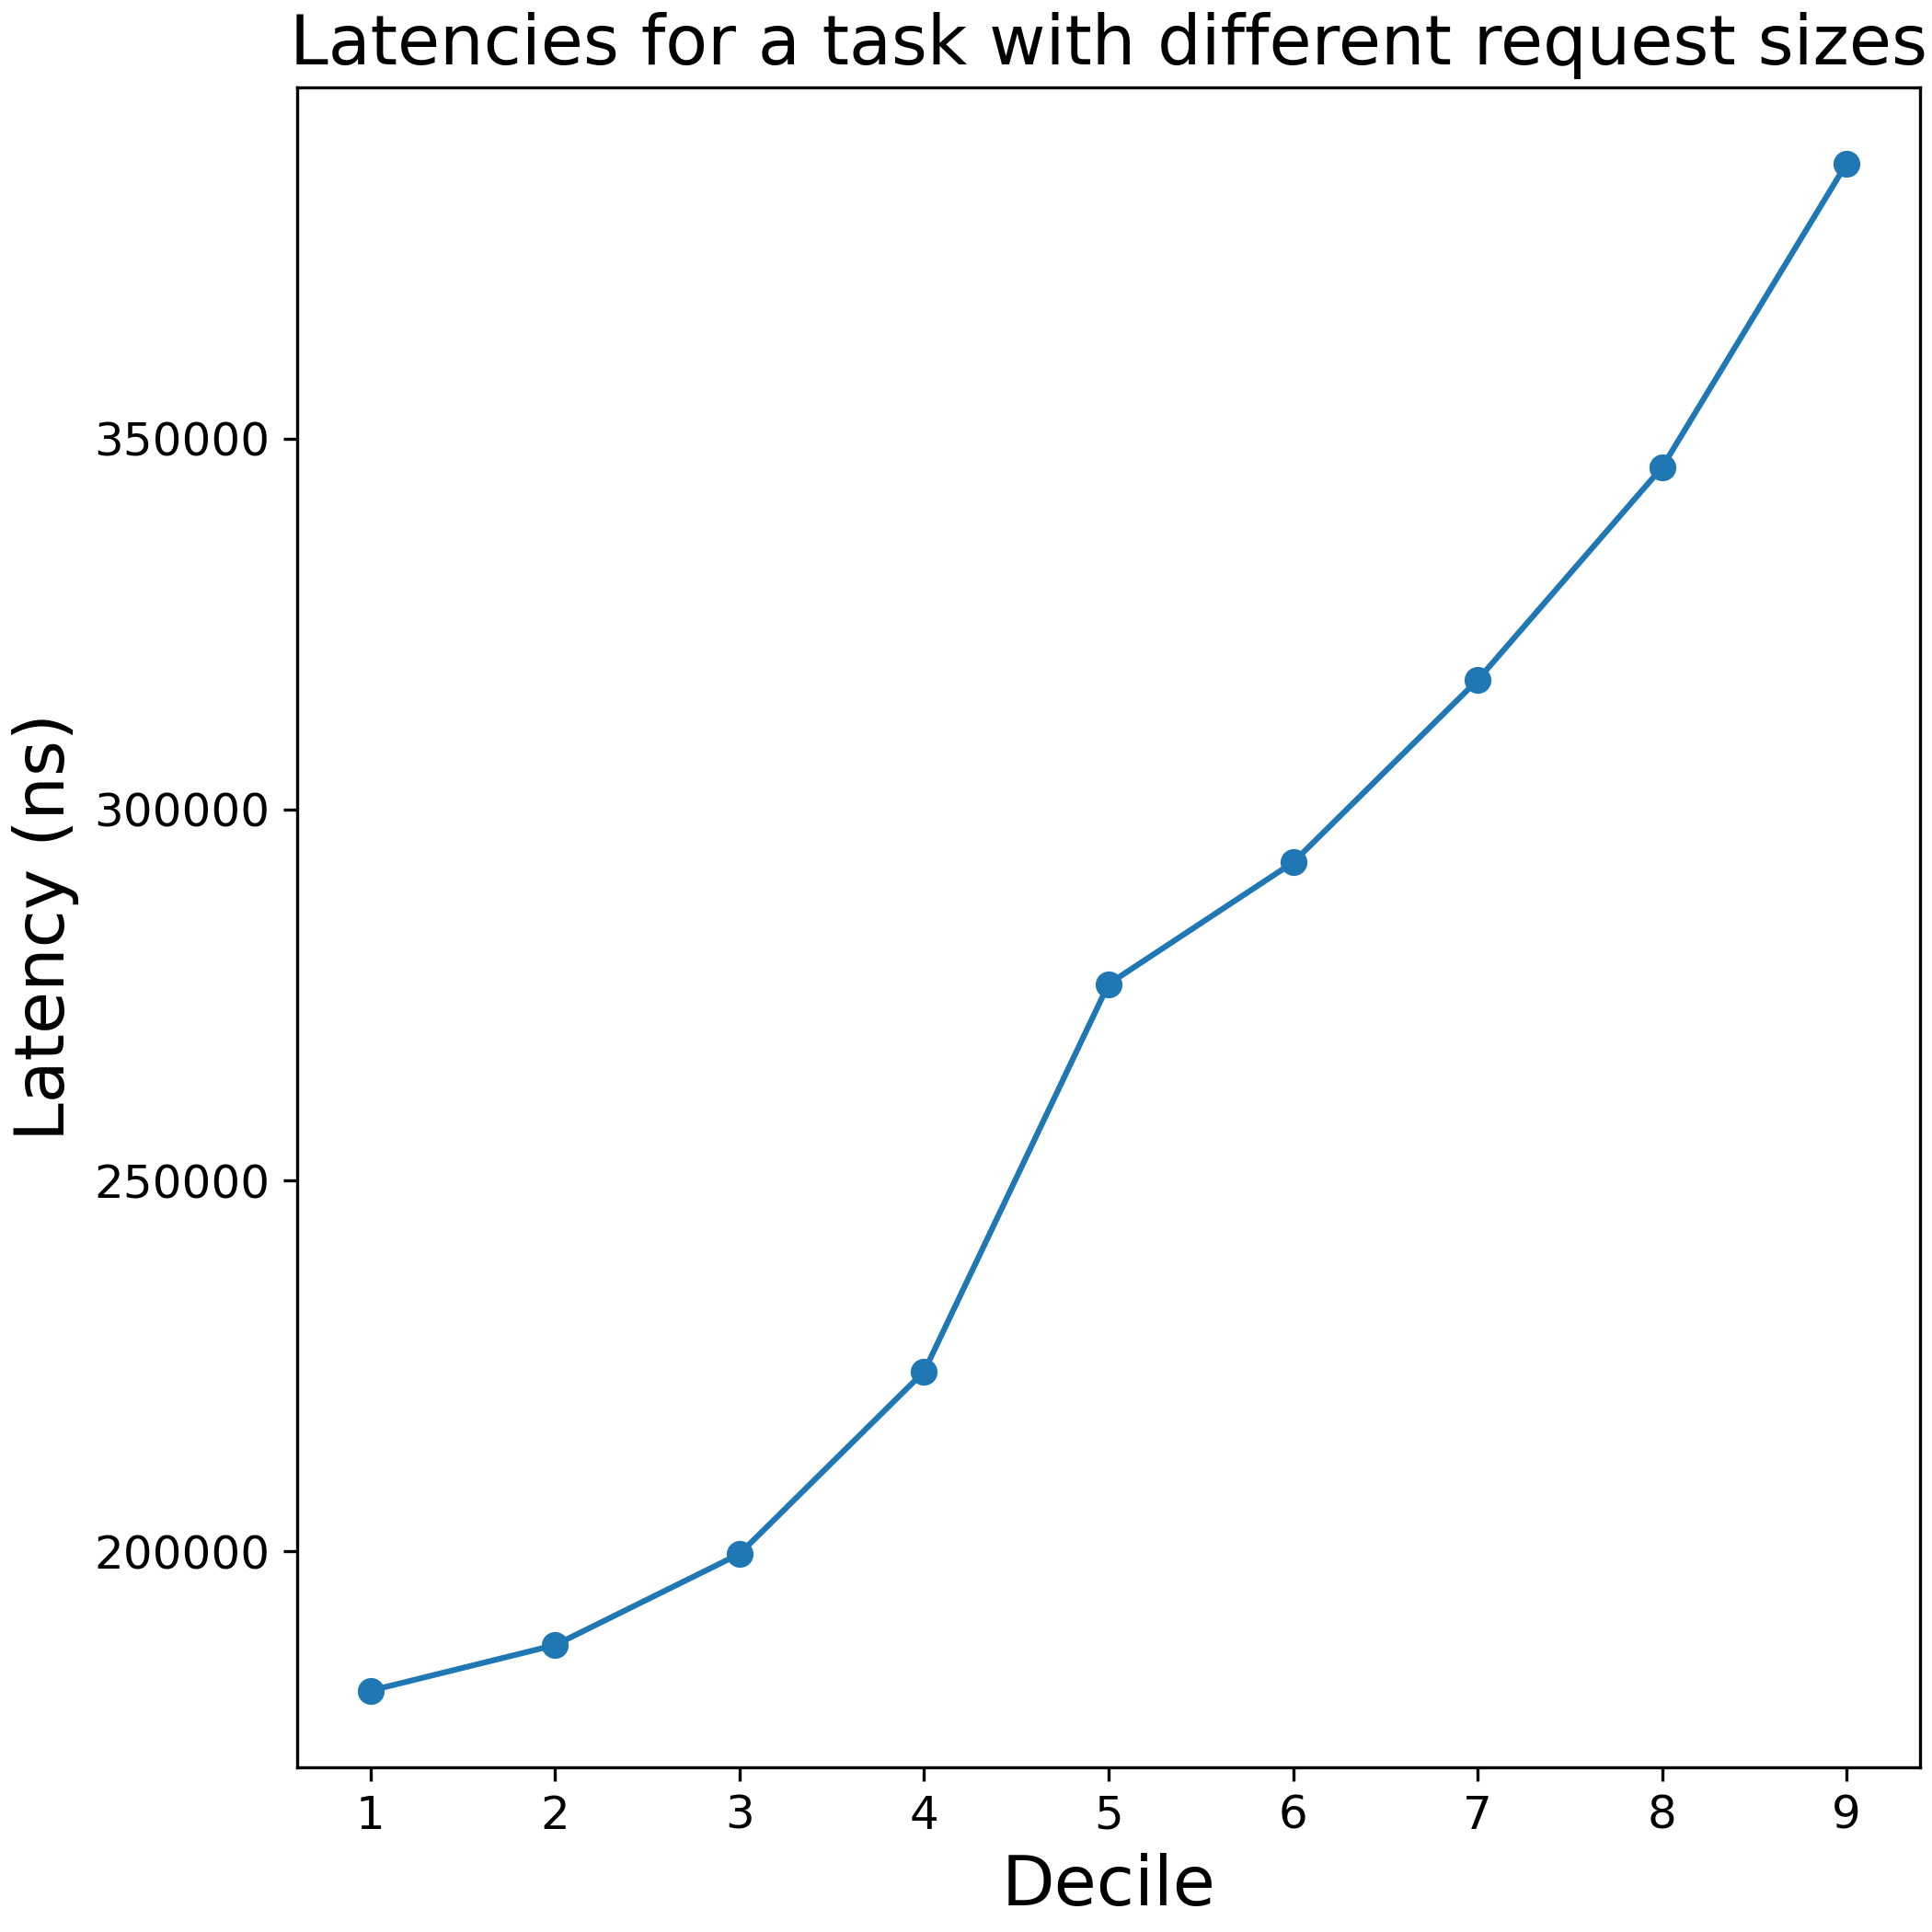 Latencies for a task with different request sizes
Latency (ns)
350000
300000
250000
200000
1 2 3 4 5 6 7 8 9
Decile